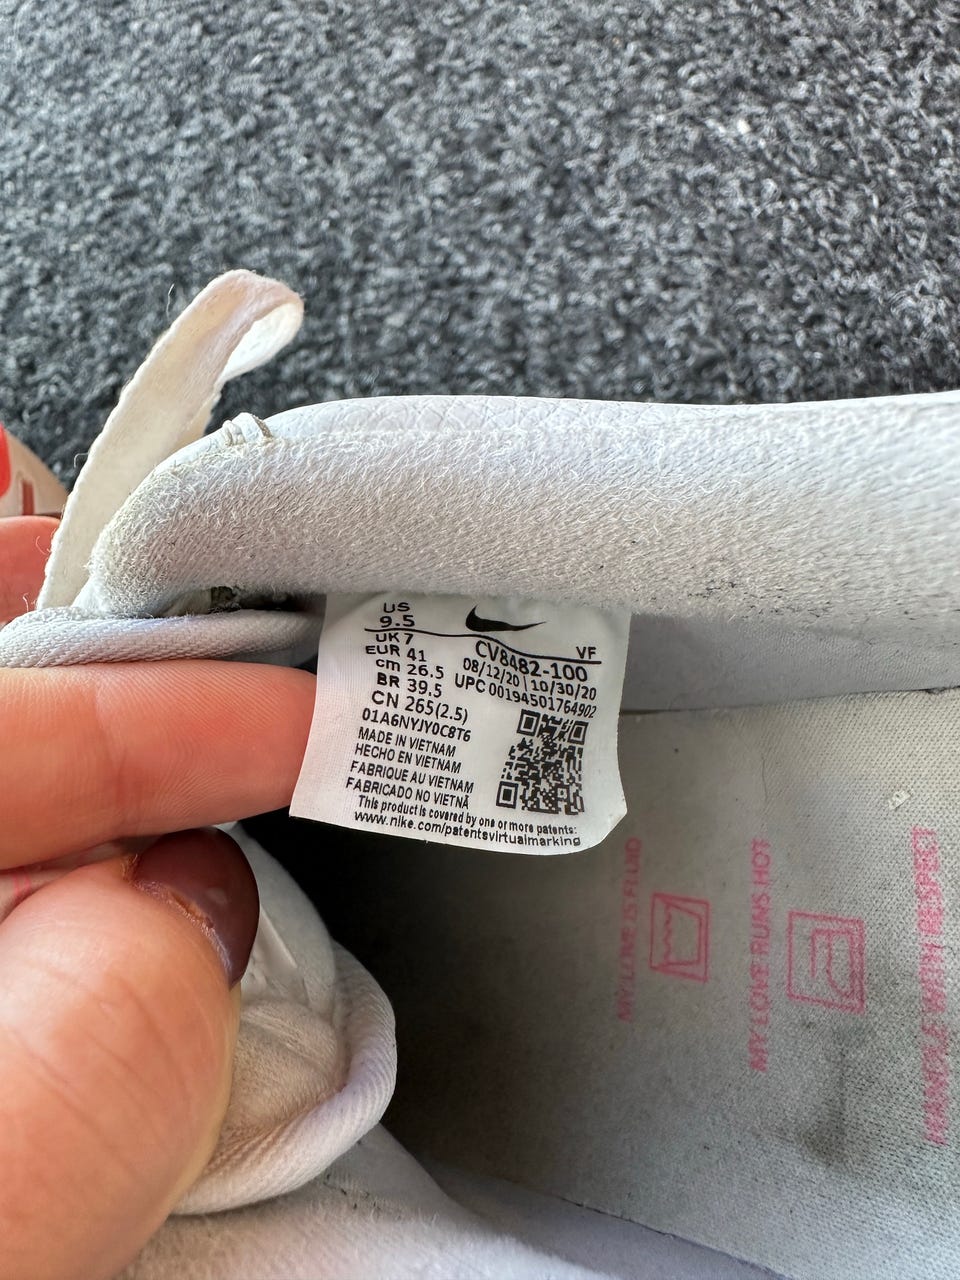 US
9.5
UK 7
EUR 41
cm 26.5
BR 39.5
CN 265(2.5)
VF
CV8482-100
08/12/20 | 10/30/20
UPC 00194501764902
01A6NYJY0C8T6
MADE IN VIETNAM
HECHO EN VIETNAM
FABRIQUE AU VIETNAM
FABRICADO NO VIETNÃ
This product is covered by one or more patents:
www.nike.com/patentsvirtualmarking
MY LOVE IS FLUID
MY LOVE RUNS HOT
HANDLE WITH RESPECT